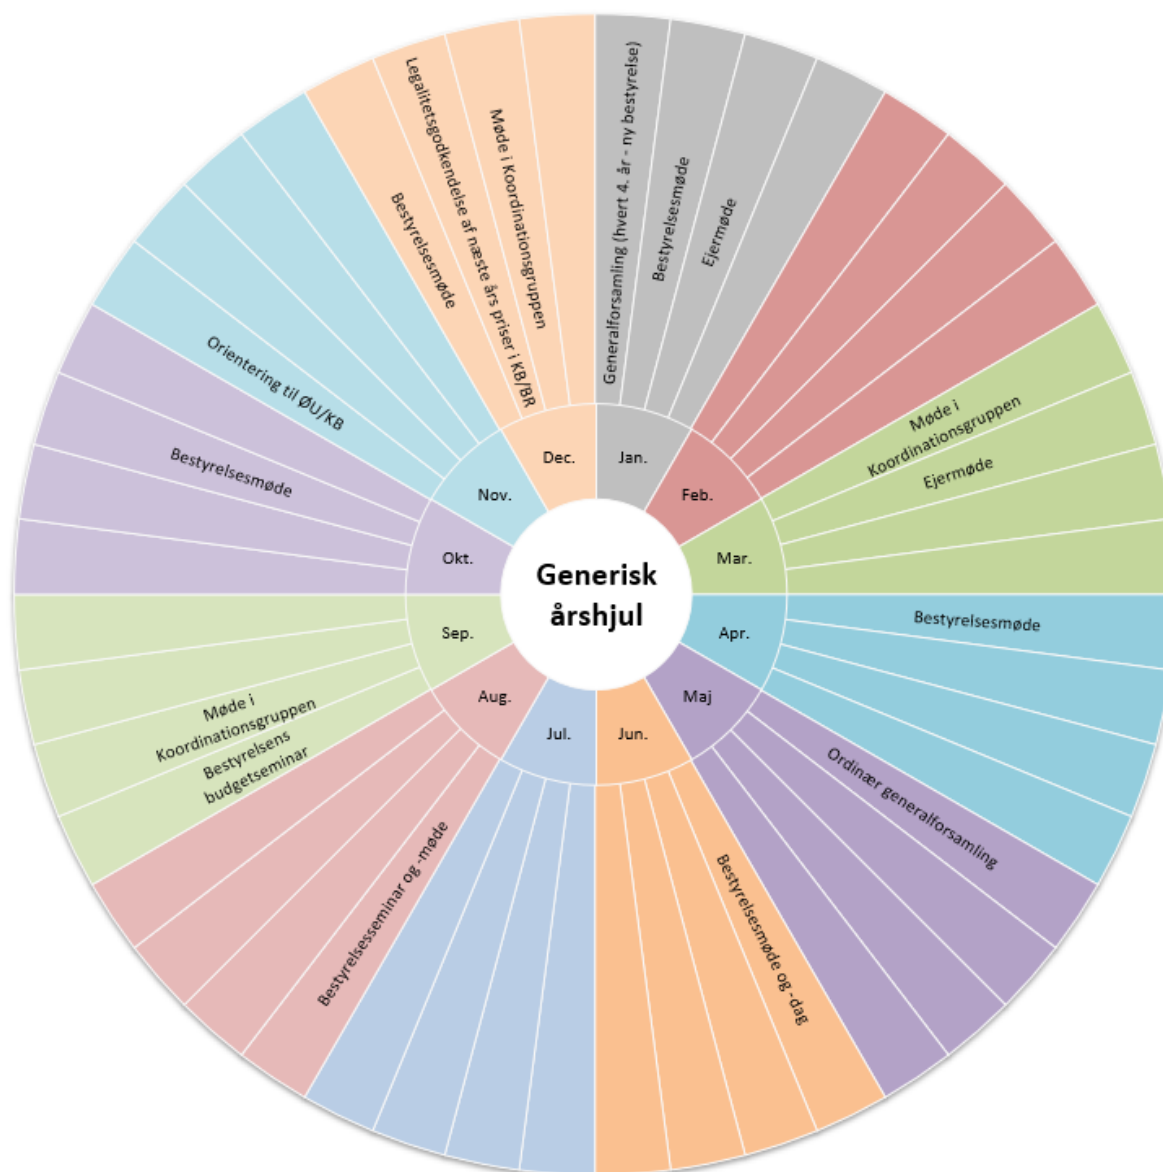 Generisk
årshjul
Jan.
Generalforsamling (hvert 4. år - ny bestyrelse)
Bestyrelsesmøde
Ejermøde
Feb.
Mar.
Møde i
Koordinationsgruppen
Ejermøde
Apr.
Bestyrelsesmøde
Maj
Ordinær generalforsamling
Jun.
Bestyrelsesmøde og -dag
Jul.
Aug.
Bestyrelsesseminar og -møde
Sep.
Bestyrelsens
budgetseminar
Møde i
Koordinationsgruppen
Okt.
Bestyrelsesmøde
Nov.
Orientering til ØU/KB
Dec.
Bestyrelsesmøde
Legalitetsgodkendelse af næste års priser i KB/BR
Møde i Koordinationsgruppen